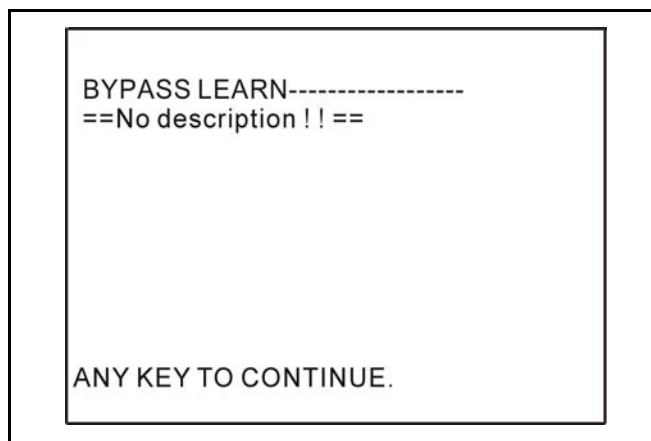 BYPASS LEARN------------------
==No description ! ! ==
ANY KEY TO CONTINUE.